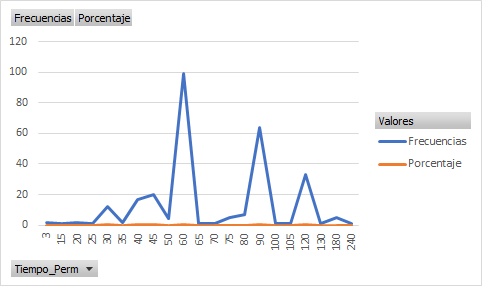 Frecuencias Porcentaje
120
100
80
60
40
20
0
3 15 20 25 30 35 40 45 50 60 65 70 75 80 90 100 105 120 130 180 240
Valores
Frecuencias
Porcentaje
Tiempo_Perm